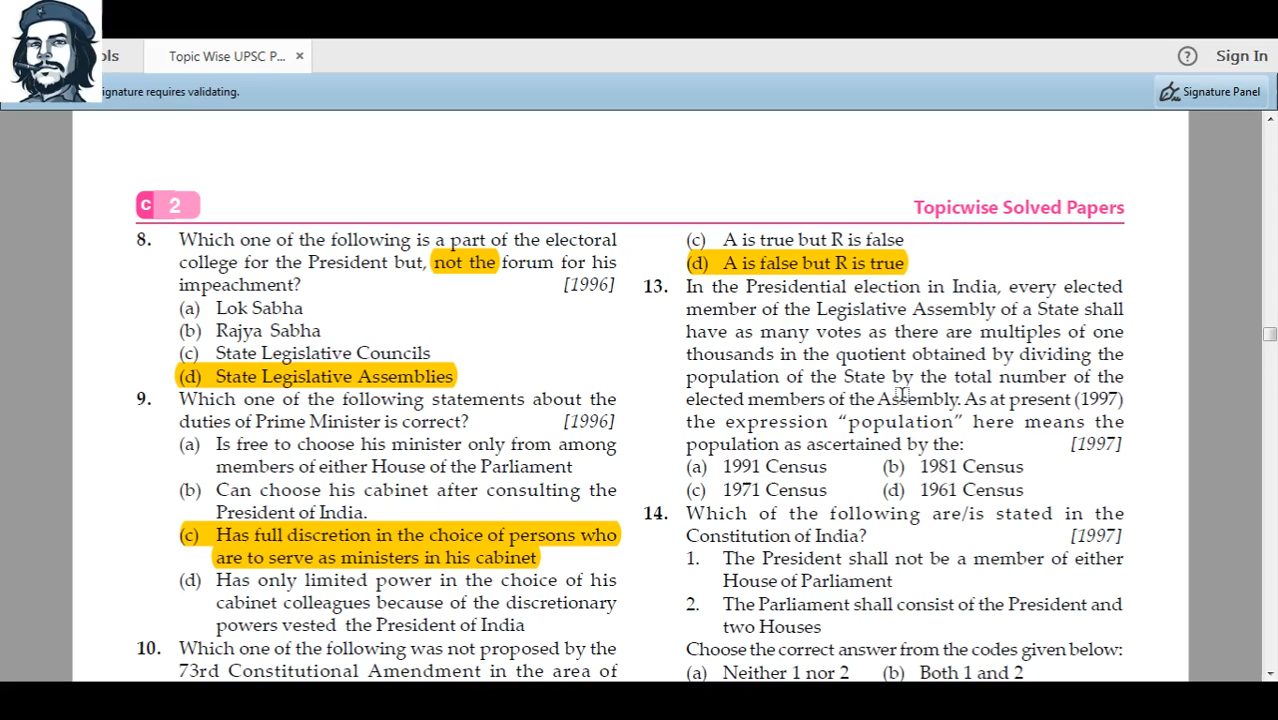 ols
Topic Wise UPSC P... ×
? Sign In
ignature requires validating.
Signature Panel
C 2
Topicwise Solved Papers
8. Which one of the following is a part of the electoral
college for the President but, not the forum for his
impeachment? [1996]
(a) Lok Sabha
(b) Rajya Sabha
(c) State Legislative Councils
(d) State Legislative Assemblies
9. Which one of the following statements about the
duties of Prime Minister is correct? [1996]
(a) Is free to choose his minister only from among
members of either House of the Parliament
(b) Can choose his cabinet after consulting the
President of India.
(c) Has full discretion in the choice of persons who
are to serve as ministers in his cabinet
(d) Has only limited power in the choice of his
cabinet colleagues because of the discretionary
powers vested the President of India
10. Which one of the following was not proposed by the
73rd Constitutional Amendment in the area of
(c) A is true but R is false
(d) A is false but R is true
13. In the Presidential election in India, every elected
member of the Legislative Assembly of a State shall
have as many votes as there are multiples of one
thousands in the quotient obtained by dividing the
population of the State by the total number of the
elected members of the Assembly. As at present (1997)
the expression “population” here means the
population as ascertained by the: [1997]
(a) 1991 Census (b) 1981 Census
(c) 1971 Census (d) 1961 Census
14. Which of the following are/is stated in the
Constitution of India? [1997]
1. The President shall not be a member of either
House of Parliament
2. The Parliament shall consist of the President and
two Houses
Choose the correct answer from the codes given below:
(a) Neither 1 nor 2 (b) Both 1 and 2